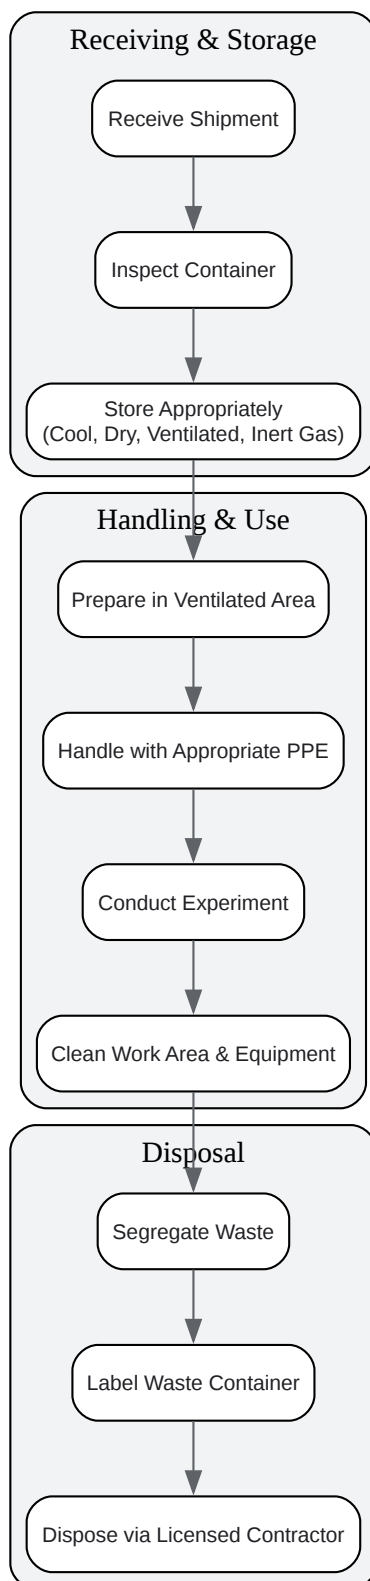 Receiving & Storage
Receive Shipment
Inspect Container
Store Appropriately
(Cool, Dry, Ventilated, Inert Gas)
Handling & Use
Prepare in Ventilated Area
Handle with Appropriate PPE
Conduct Experiment
Clean Work Area & Equipment
Disposal
Segregate Waste
Label Waste Container
Dispose via Licensed Contractor